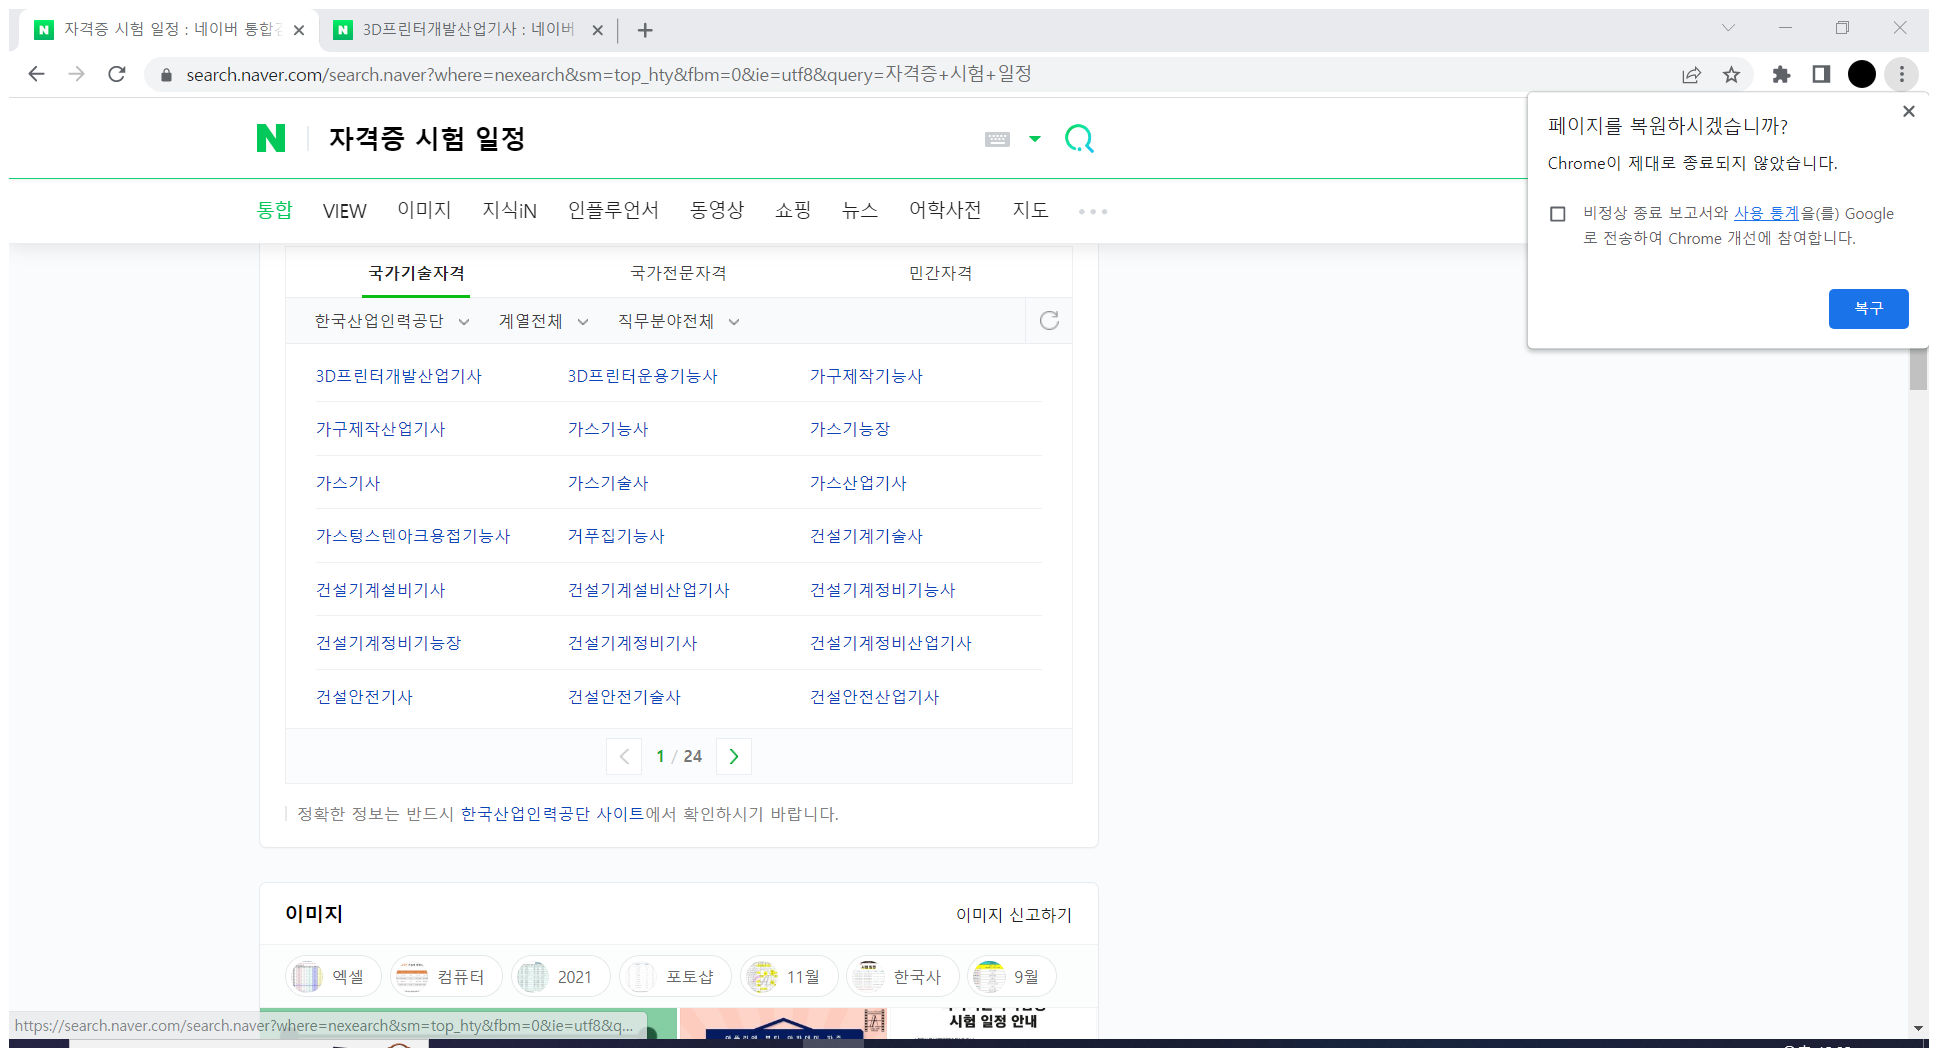 자격증 시험 일정 : 네이버 통합검
3D프린터개발산업기사 : 네이버
search.naver.com/search.naver?where=nexearch&sm=top_hty&fbm=0&ie=utf8&query=자격증+시험+일정
N
자격증 시험 일정
통합 VIEW 이미지 지식iN 인플루언서 동영상 쇼핑 뉴스 어학사전 지도
페이지를 복원하시겠습니까?
Chrome이 제대로 종료되지 않았습니다.
비정상 종료 보고서와 사용 통계을(를) Google
로 전송하여 Chrome 개선에 참여합니다.
복구
국가기술자격 국가전문자격 민간자격
한국산업인력공단 계열전체 직무분야전체
3D프린터개발산업기사 3D프린터운용기능사 가구제작기능사
가구제작산업기사 가스기능사 가스기능장
가스기사 가스기술사 가스산업기사
가스텅스텐아크용접기능사 거푸집기능사 건설기계기술사
건설기계설비기사 건설기계설비산업기사 건설기계정비기능사
건설기계정비기능장 건설기계정비기사 건설기계정비산업기사
건설안전기사 건설안전기술사 건설안전산업기사
1 / 24
정확한 정보는 반드시 한국산업인력공단 사이트에서 확인하시기 바랍니다.
이미지
이미지 신고하기
엑셀 컴퓨터 2021 포토샵 11월 한국사 9월
시험 일정 안내
https://search.naver.com/search.naver?where=nexearch&sm=top_hty&fbm=0&ie=utf8&q...